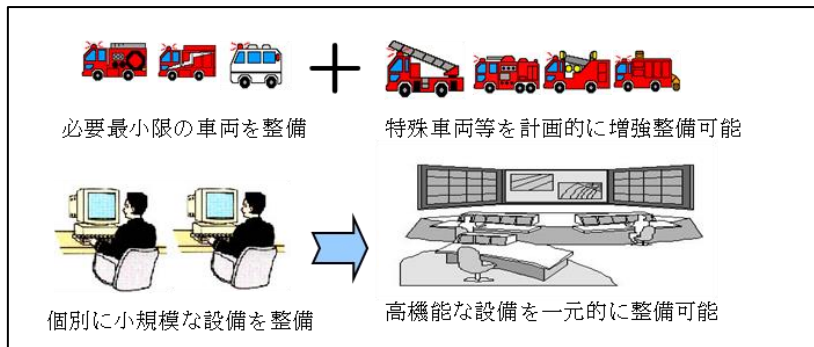 必要最小限の車両を整備
特殊車両等を計画的に増強整備可能
個別に小規模な設備を整備
高機能な設備を一元的に整備可能